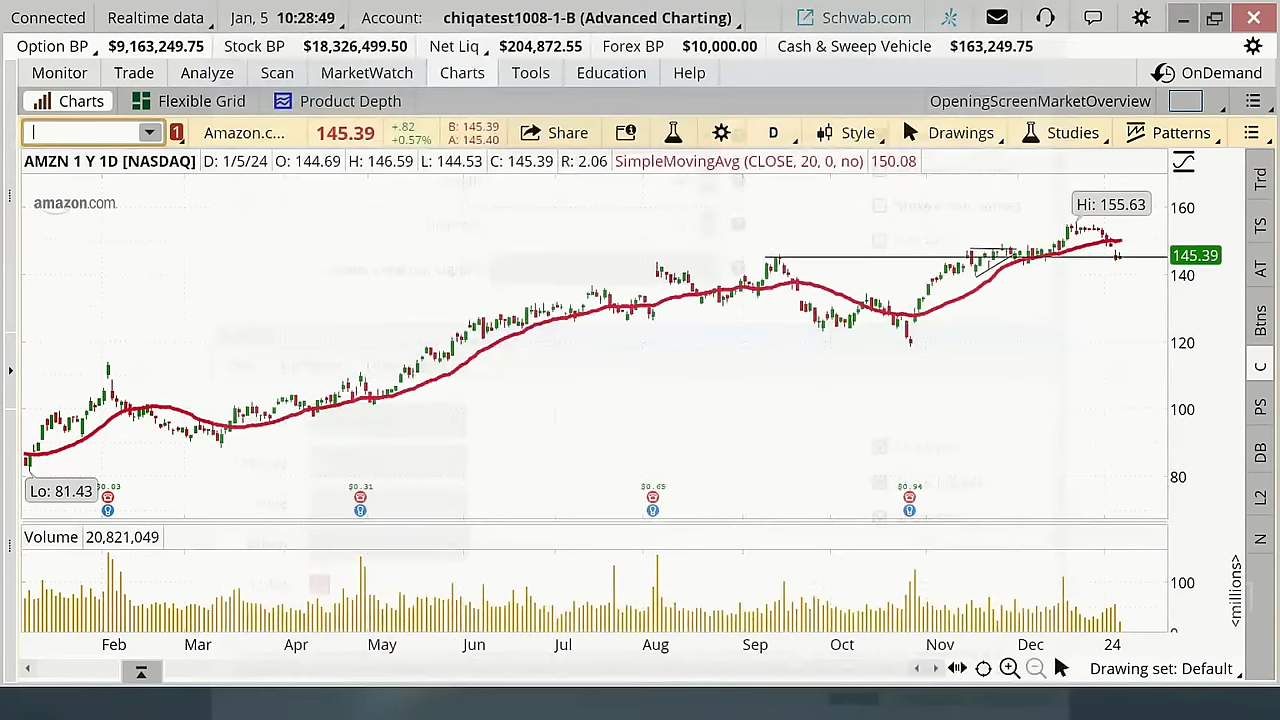 Connected Realtime data Jan, 5 10:28:49 Account: chiqatest1008-1-B (Advanced Charting) Schwab.com
Option BP $9,163,249.75 Stock BP $18,326,499.50 Net Liq $204,872.55 Forex BP $10,000.00 Cash & Sweep Vehicle $163,249.75
Monitor Trade Analyze Scan MarketWatch Charts Tools Education Help OnDemand
Charts Flexible Grid Product Depth OpeningScreenMarketOverview
1 Amazon.c... 145.39 +.82 B: 145.39 Share D Style Drawings Studies Patterns
+0.57% A: 145.40
AMZN 1 Y 1D [NASDAQ] D: 1/5/24 O: 144.69 H: 146.59 L: 144.53 C: 145.39 R: 2.06 SimpleMovingAvg (CLOSE, 20, 0, no) 150.08
amazon.com
Hi: 155.63
160
145.39
140
120
100
80
Lo: 81.43
$0.03 $0.31 $0.65 $0.94
Volume 20,821,049
100
0
<millions>
Feb Mar Apr May Jun Jul Aug Sep Oct Nov Dec 24
Drawing set: Default
Trd
TS
AT
Btns
C
PS
DB
L2
N